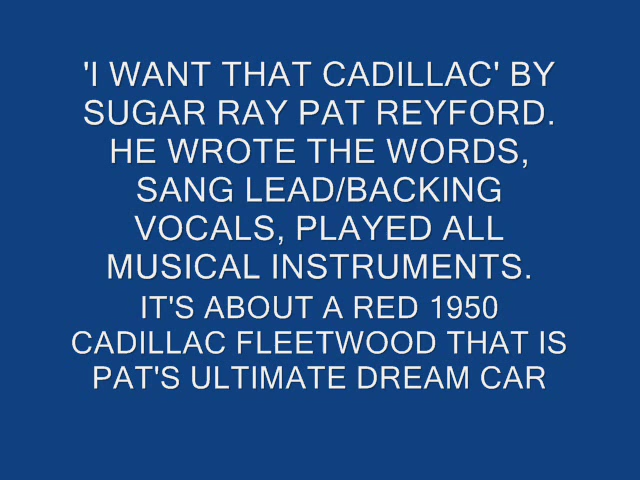 'I WANT THAT CADILLAC' BY
SUGAR RAY PAT REYFORD.
HE WROTE THE WORDS,
SANG LEAD/BACKING
VOCALS, PLAYED ALL
MUSICAL INSTRUMENTS.
IT'S ABOUT A RED 1950
CADILLAC FLEETWOOD THAT IS
PAT'S ULTIMATE DREAM CAR